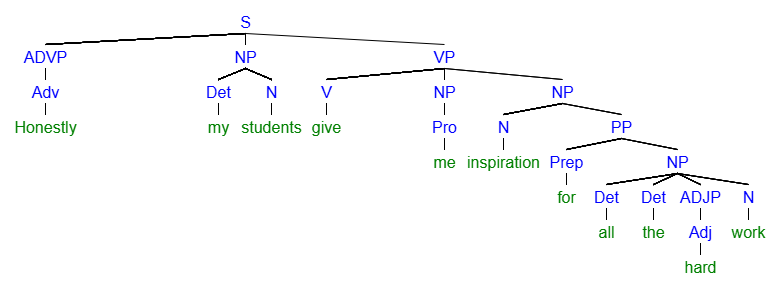 S
ADVP NP VP
Adv Det N V NP NP
Honestly my students give Pro N PP
me inspiration Prep NP
for Det Det ADJP N
all the Adj work
hard